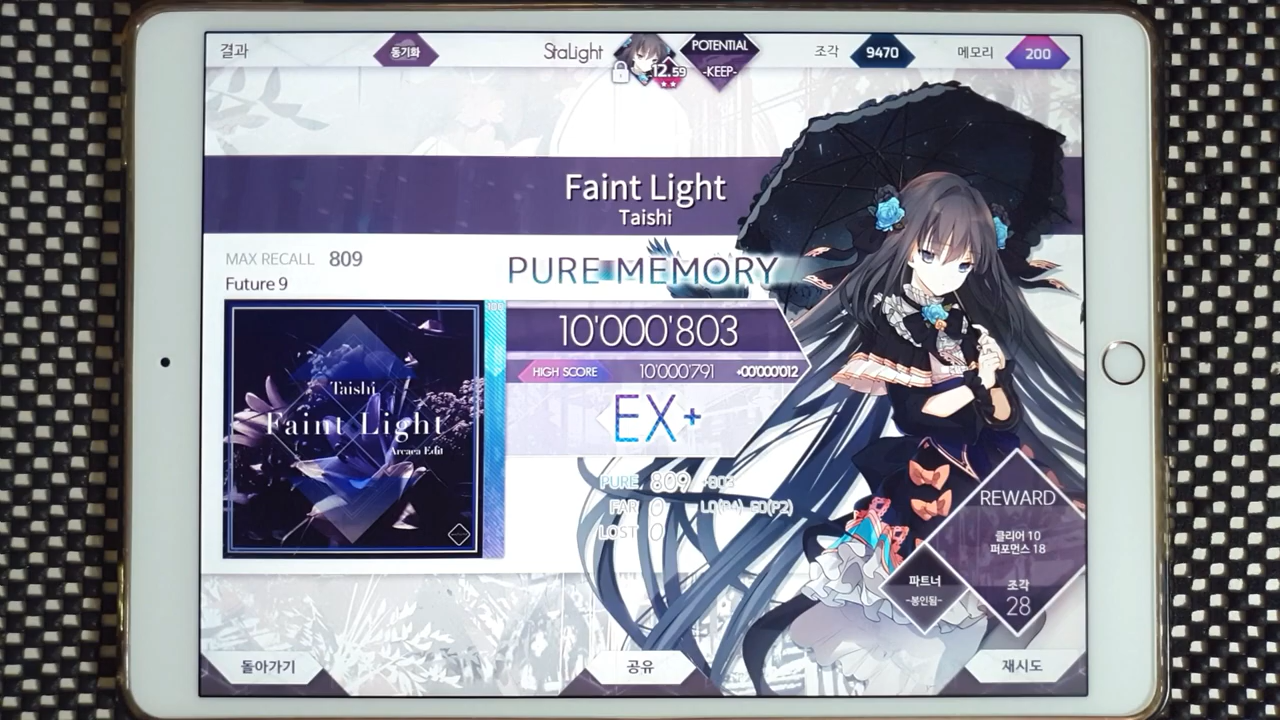 결과
동기화
StaLight
12.59
POTENTIAL
-KEEP-
조각
9470
메모리
200
Faint Light
Taishi
MAX RECALL 809
Future 9
PURE MEMORY
10'000'803
HIGH SCORE 10'000'791 +00'000'012
EX+
Taishi
Faint Light
Arcaea Edit
100
PURE 809 +803
FAR 0
LOST 0
REWARD
클리어 10
퍼포먼스 18
조각
28
파트너
~봉인됨~
돌아가기
공유
재시도